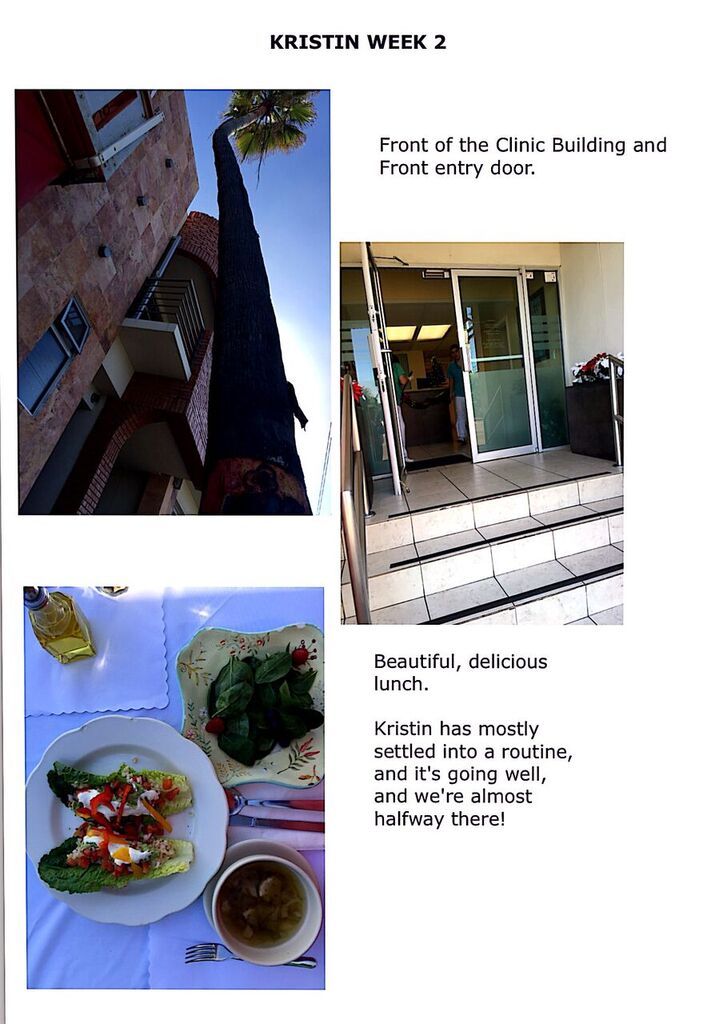 KRISTIN WEEK 2
Front of the Clinic Building and
Front entry door.
Beautiful, delicious
lunch.
Kristin has mostly
settled into a routine,
and it's going well,
and we're almost
halfway there!